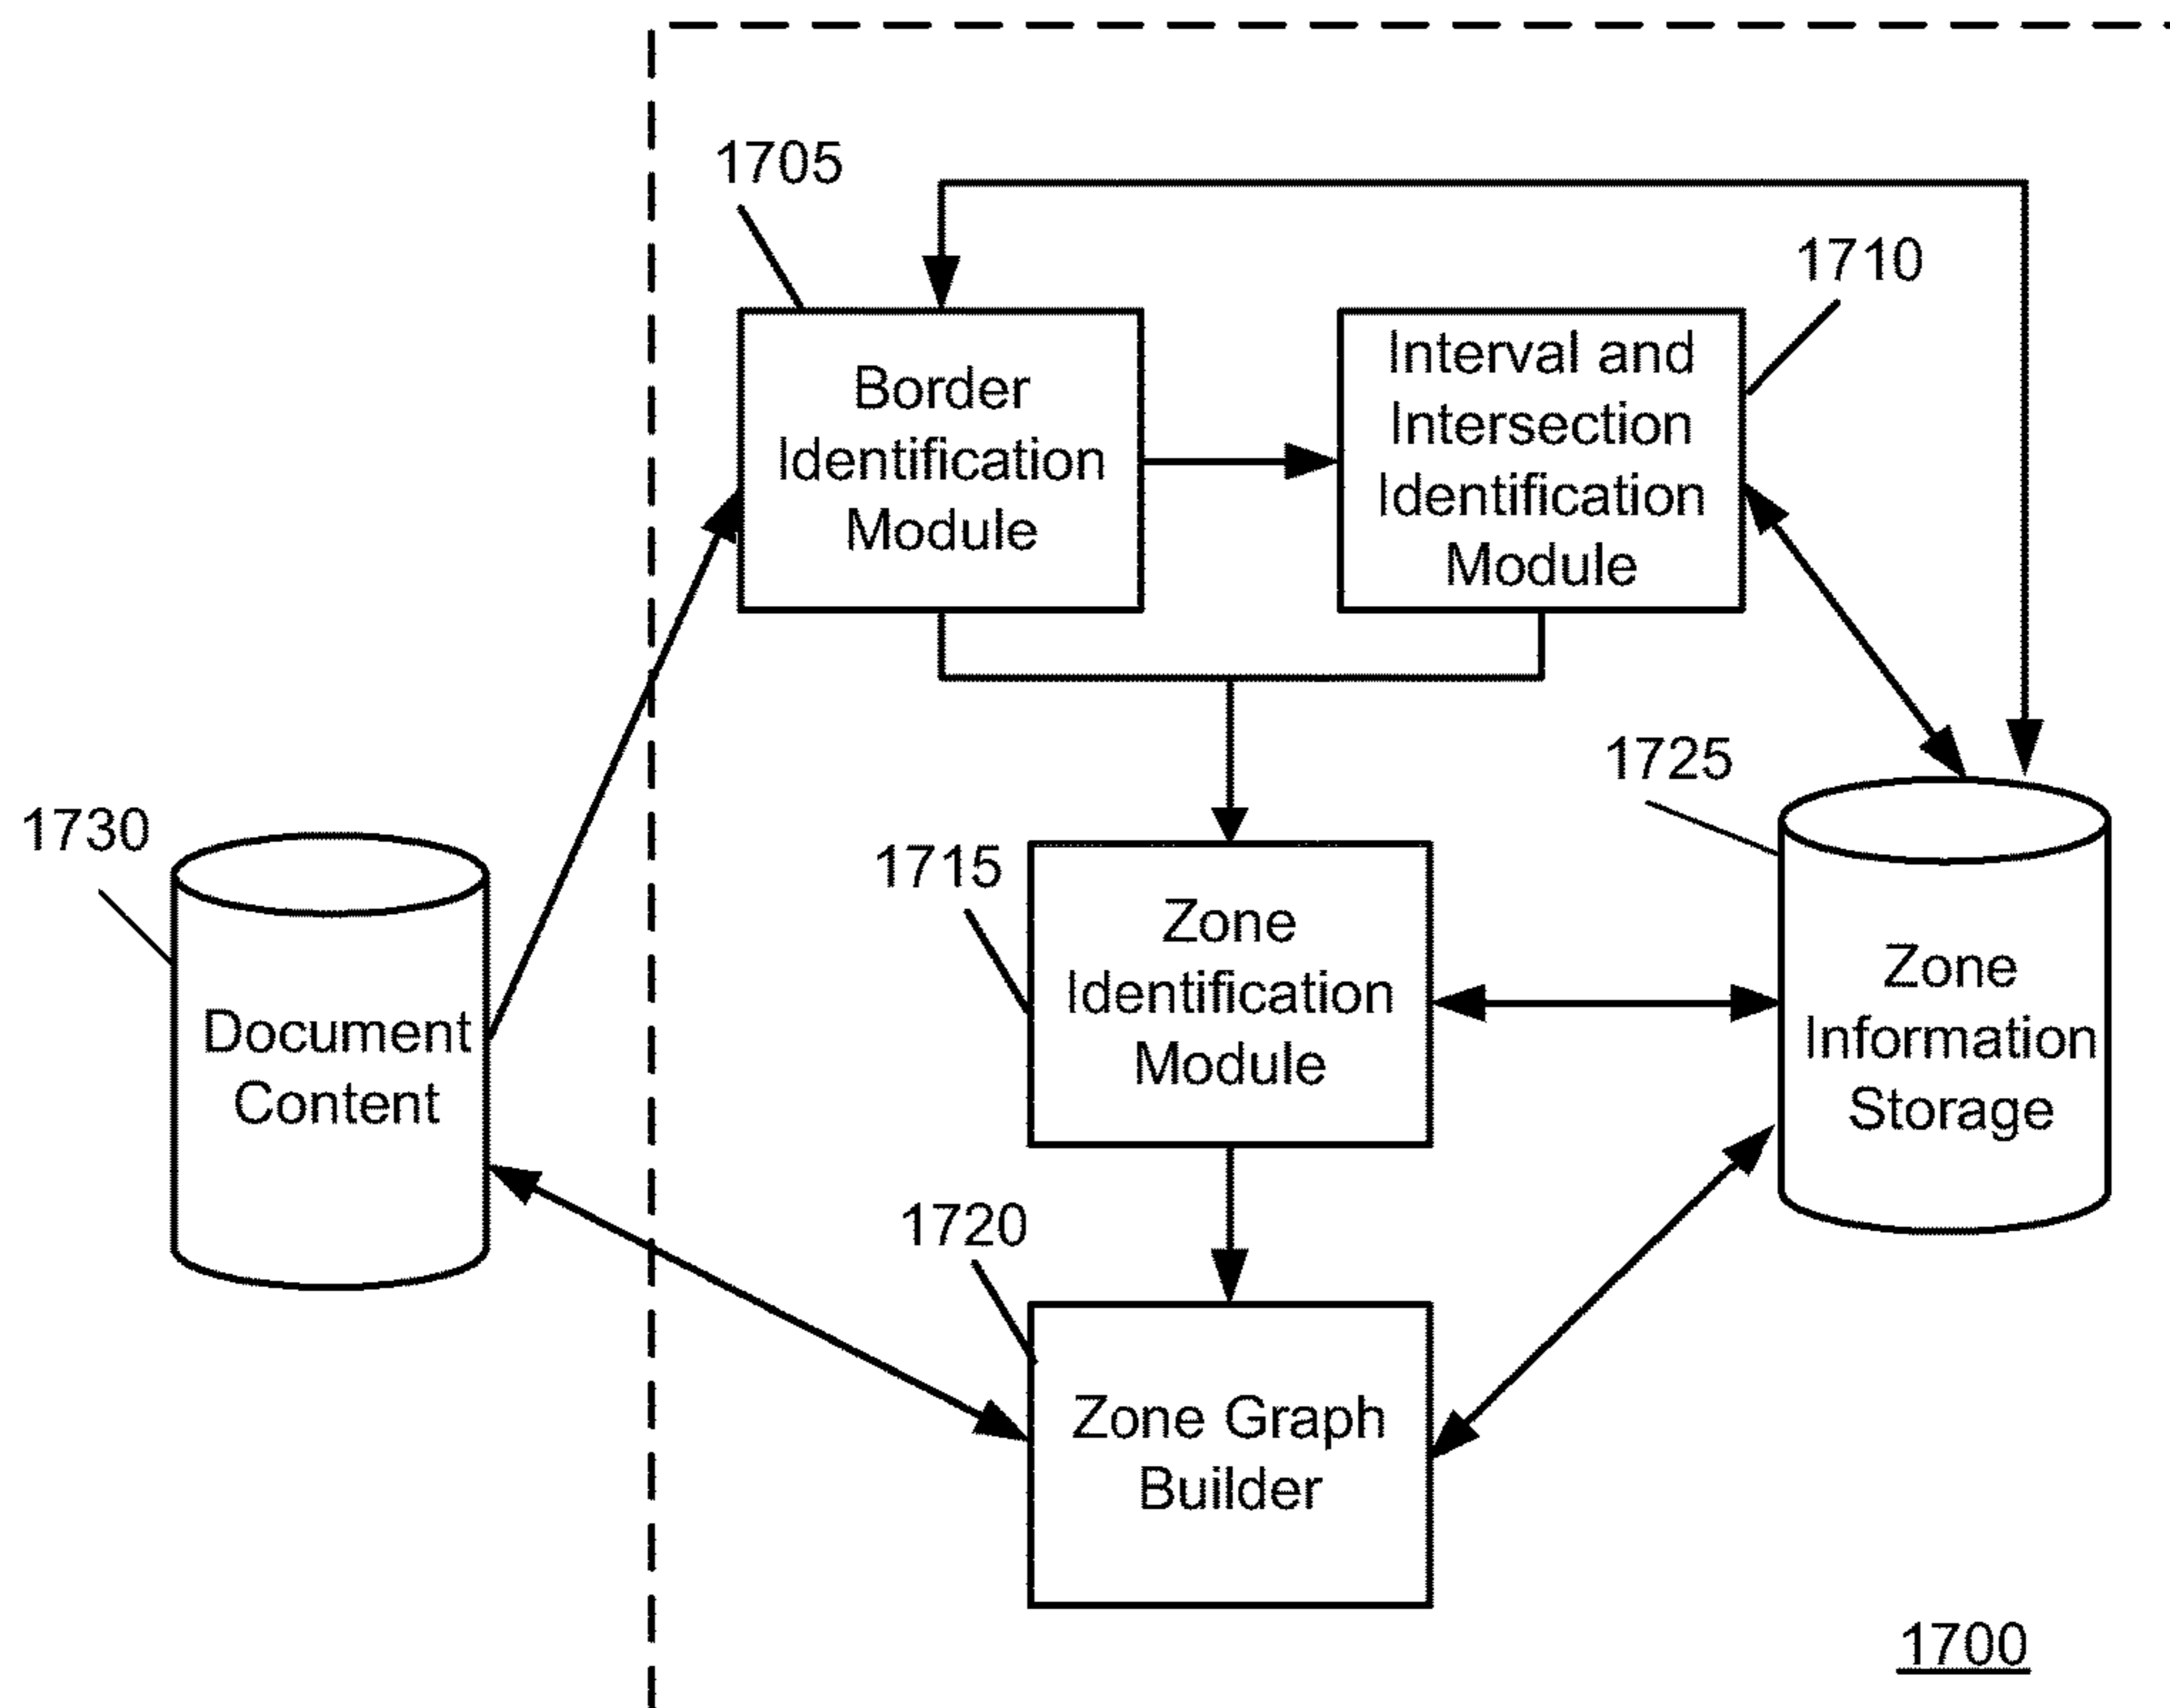 1705
1710
Border
Identification
Module
Interval and
Intersection
Identification
Module
1725
1730
1715
Document
Content
Zone
Identification
Module
Zone
Information
Storage
1720
Zone Graph
Builder
1700